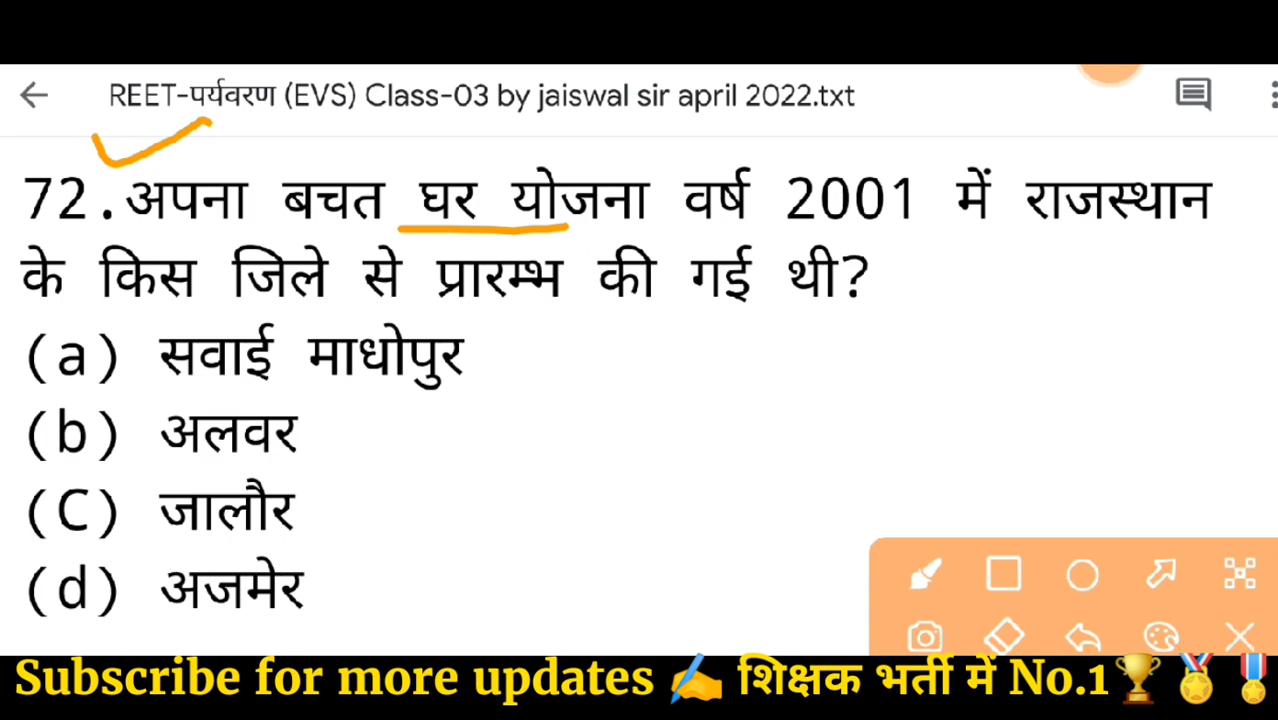 REET-पर्यवरण (EVS) Class-03 by jaiswal sir april 2022.txt
72.अपना बचत घर योजना वर्ष 2001 में राजस्थान
के किस जिले से प्रारम्भ की गई थी?
(a) सवाई माधोपुर
(b) अलवर
(C) जालौर
(d) अजमेर
Subscribe for more updates ✍️ शिक्षक भर्ती में No.1🏆🏅🎖️